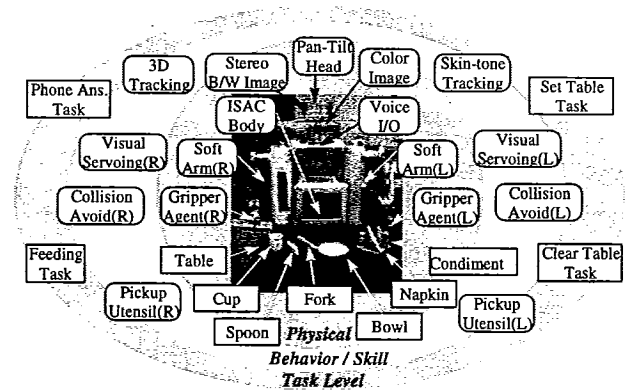 Pan-Tilt
Head
3D
Tracking
Stereo
B/W Image
Color
Image
Skin-tone
Tracking
Phone Ans.
Task
ISAC
Body
Voice
I/O
Set Table
Task
Visual
Servoing(R)
Soft
Arm(R)
Soft
Arm(L)
Visual
Servoing(L)
Collision
Avoid(R)
Gripper
Agent(R)
Gripper
Agent(L)
Collision
Avoid(L)
Feeding
Task
Table
Condiment
Clear Table
Task
Pickup
Utensil(R)
Cup
Fork
Napkin
Pickup
Utensil(L)
Spoon
Physical
Bowl
Behavior / Skill
Task Level